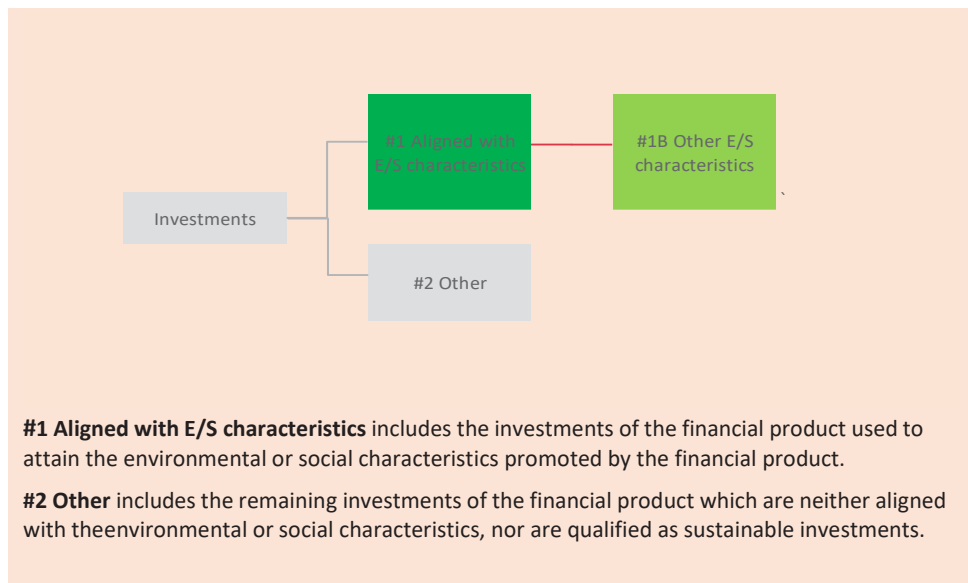 #1 Aligned with
E/S characteristics
#1B Other E/S
characteristics
`
Investments
#2 Other
#1 Aligned with E/S characteristics includes the investments of the financial product used to
attain the environmental or social characteristics promoted by the financial product.
#2 Other includes the remaining investments of the financial product which are neither aligned
with theenvironmental or social characteristics, nor are qualified as sustainable investments.